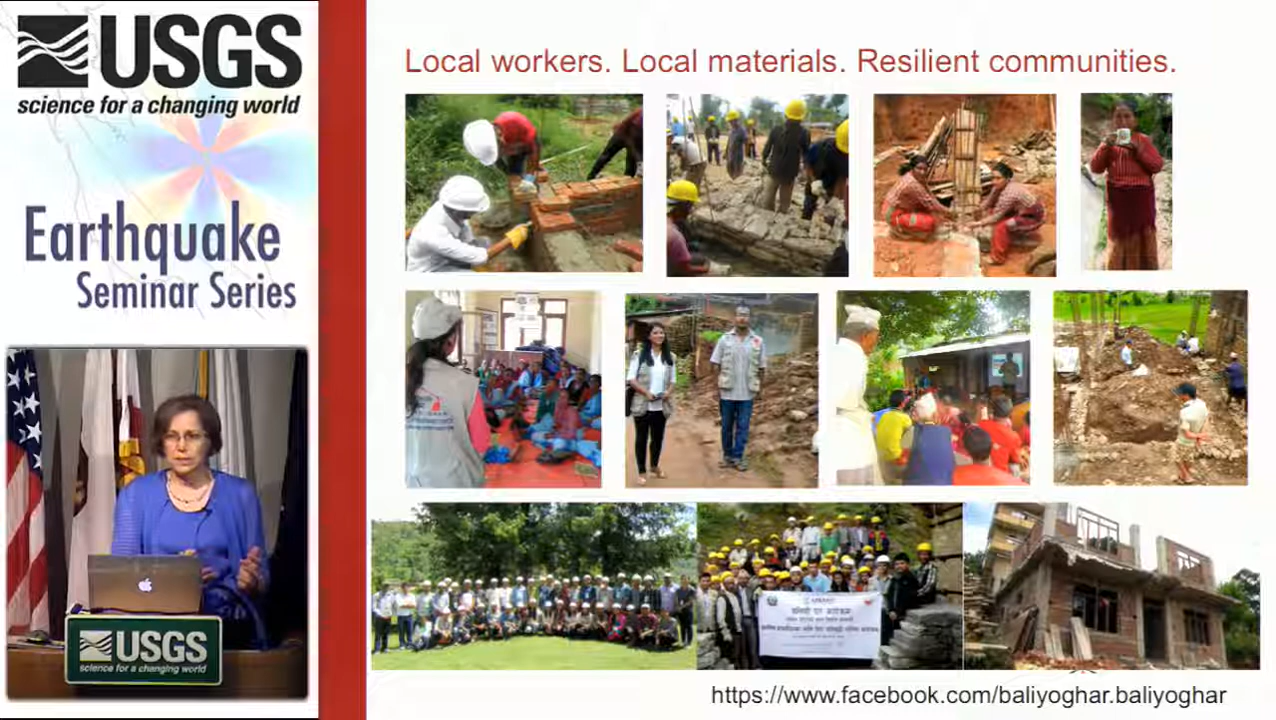 USGS
science for a changing world
Earthquake
Seminar Series
USGS
science for a changing world
Local workers. Local materials. Resilient communities.
https://www.facebook.com/baliyoghar.baliyoghar